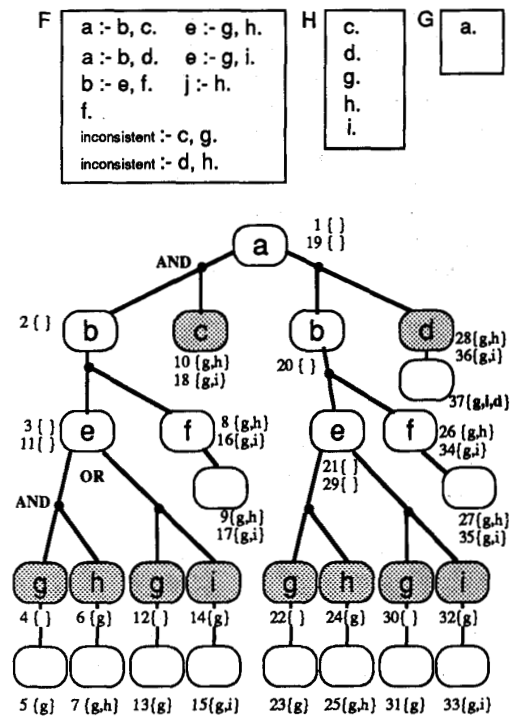 F
H
G
a :- b, c. e :- g, h.
a :- b, d. e :- g, i.
b :- e, f. j :- h.
f.
inconsistent :- c, g.
inconsistent :- d, h.
c.
d.
g.
h.
i.
a.
1 { }
19 { }
a
AND
2 { }
b
c
b
d
10 {g,h}
18 {g,i}
20{ }
28{g,h}
36{g,i}
37{g,i,d}
3 { }
11{ }
e
f
8 {g,h}
16{g,i}
e
f
26 {g,h}
34{g,i}
OR
21{ }
29{ }
AND
9{g,h}
17{g,i}
27{g,h}
35{g,i}
g
h
g
i
g
h
g
i
4 { }
6 {g}
12{ }
14{g}
22{ }
24{g}
30{ }
32{g}
5 {g}
7 {g,h}
13{g}
15{g,i}
23{g}
25{g,h}
31{g}
33{g,i}